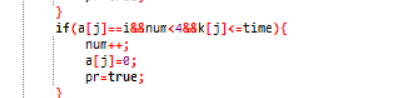 }
if(a[j]==i&&num<4&&k[j]<=time){
num++;
a[j]=0;
pr=true;
}